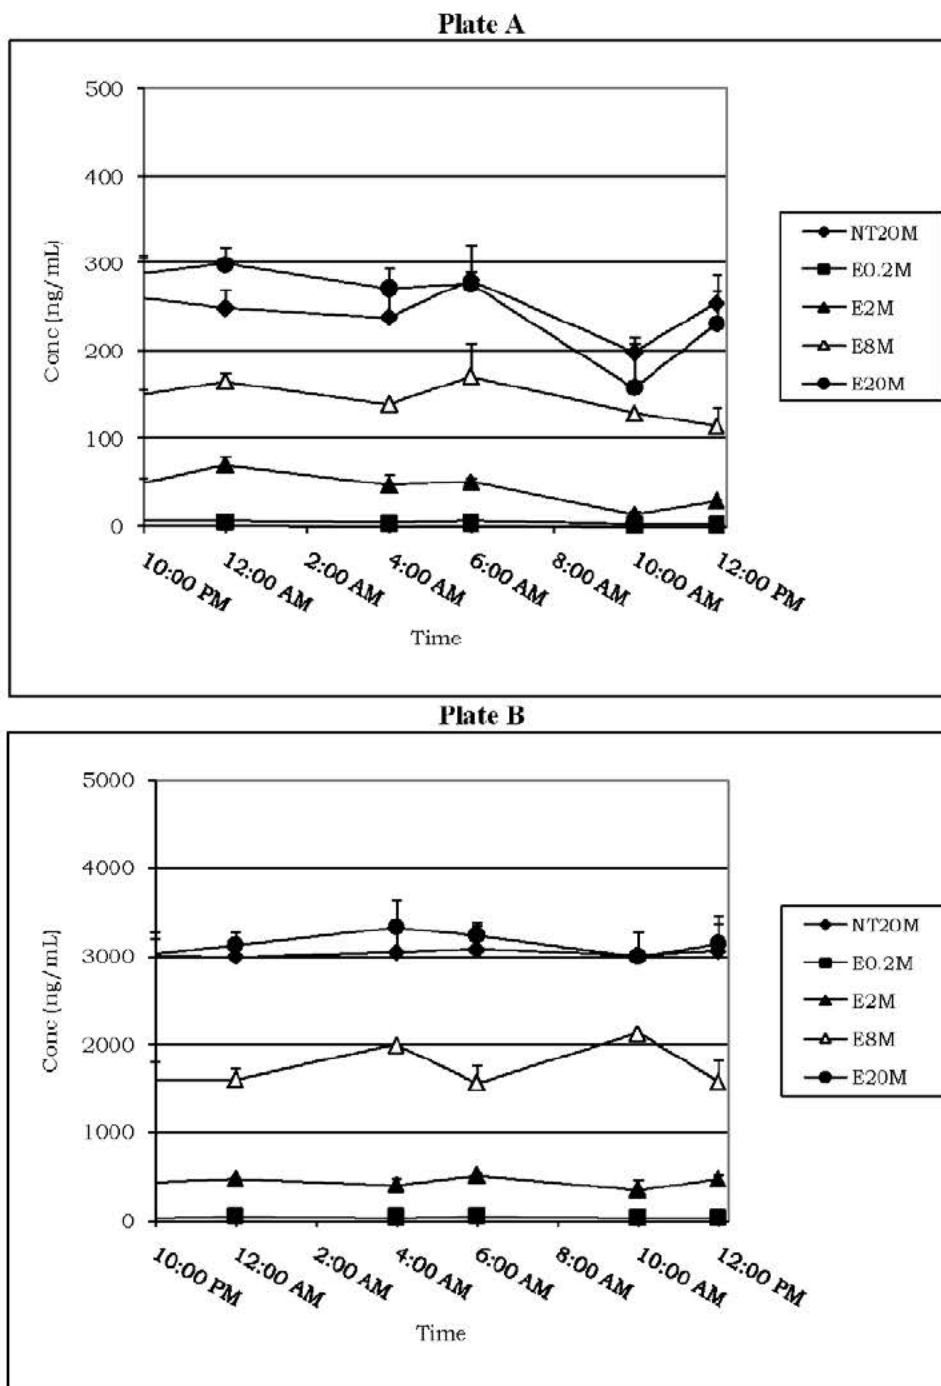 Plate A
500
400
300
200
100
0
Conc (ng/mL)
10:00 PM
12:00 AM
2:00 AM
4:00 AM
6:00 AM
8:00 AM
10:00 AM
12:00 PM
Time
NT20M
E0.2M
E2M
E8M
E20M
Plate B
5000
4000
3000
2000
1000
0
Conc (ng/mL)
10:00 PM
12:00 AM
2:00 AM
4:00 AM
6:00 AM
8:00 AM
10:00 AM
12:00 PM
Time
NT20M
E0.2M
E2M
E8M
E20M